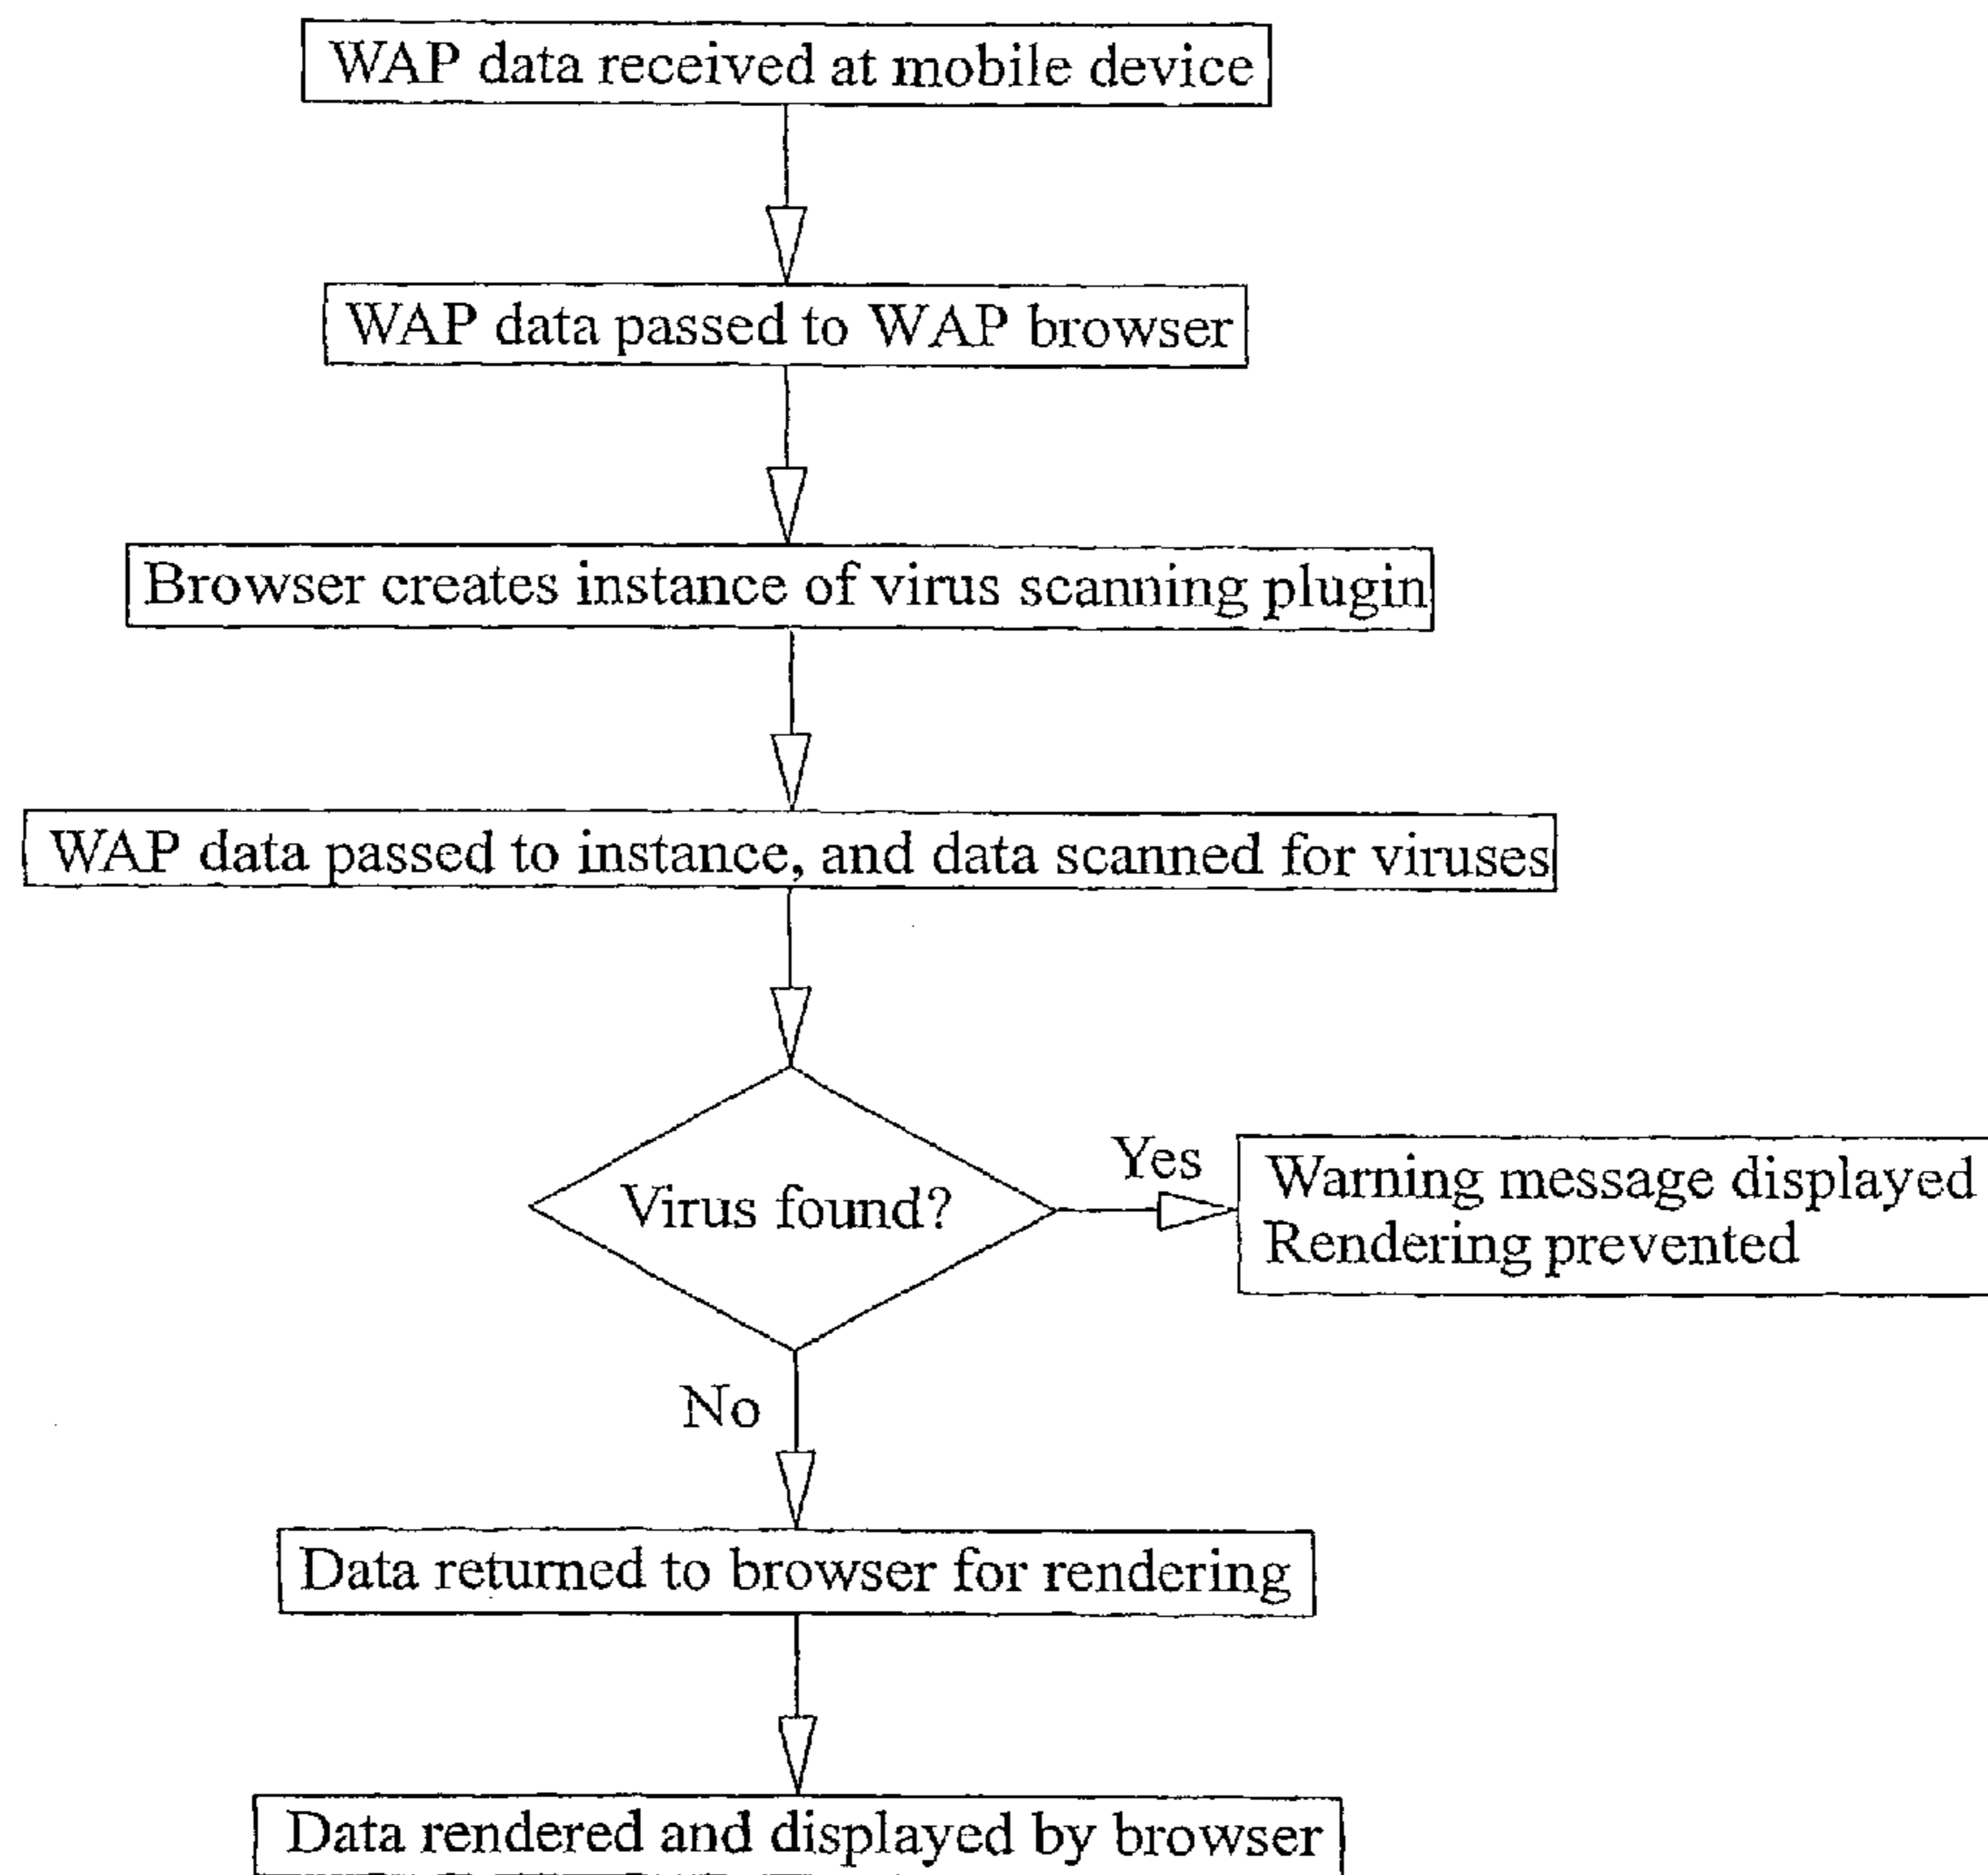 WAP data received at mobile device
WAP data passed to WAP browser
Browser creates instance of virus scanning plugin
WAP data passed to instance, and data scanned for viruses
Virus found?
Yes
Warning message displayed
Rendering prevented
No
Data returned to browser for rendering
Data rendered and displayed by browser